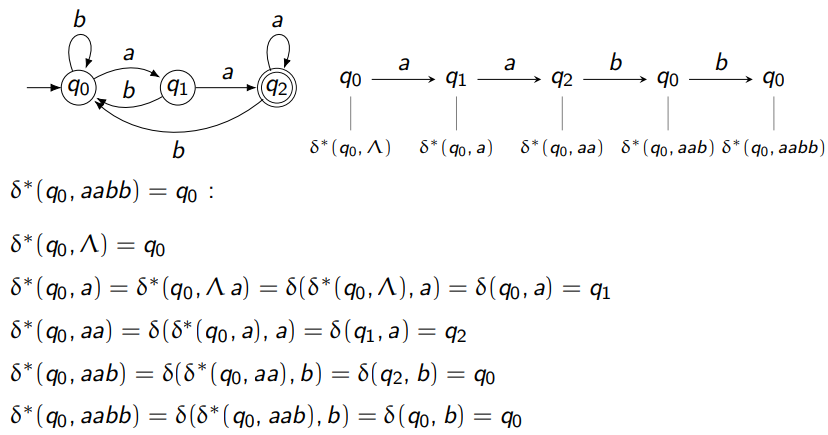 b
a
a
a
b
b
q₀
q₁
q₂
q₀ a q₁ a q₂ b q₀ b q₀
δ*(q₀, Λ) δ*(q₀, a) δ*(q₀, aa) δ*(q₀, aab) δ*(q₀, aabb)
δ*(q₀, aabb) = q₀ :
δ*(q₀, Λ) = q₀
δ*(q₀, a) = δ*(q₀, Λ a) = δ(δ*(q₀, Λ), a) = δ(q₀, a) = q₁
δ*(q₀, aa) = δ(δ*(q₀, a), a) = δ(q₁, a) = q₂
δ*(q₀, aab) = δ(δ*(q₀, aa), b) = δ(q₂, b) = q₀
δ*(q₀, aabb) = δ(δ*(q₀, aab), b) = δ(q₀, b) = q₀